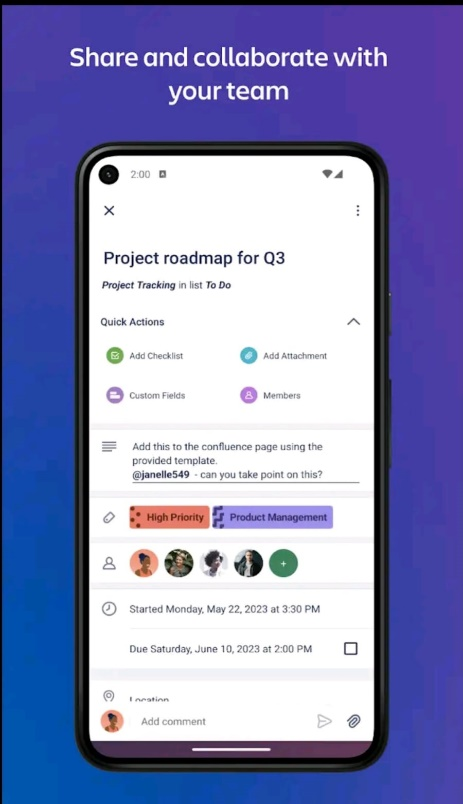 Share and collaborate with
your team
2:00
Project roadmap for Q3
Project Tracking in list To Do
Quick Actions
Add Checklist
Add Attachment
Custom Fields
Members
Add this to the confluence page using the
provided template.
@janelle549 - can you take point on this?
High Priority
Product Management
Started Monday, May 22, 2023 at 3:30 PM
Due Saturday, June 10, 2023 at 2:00 PM
Location
Add comment